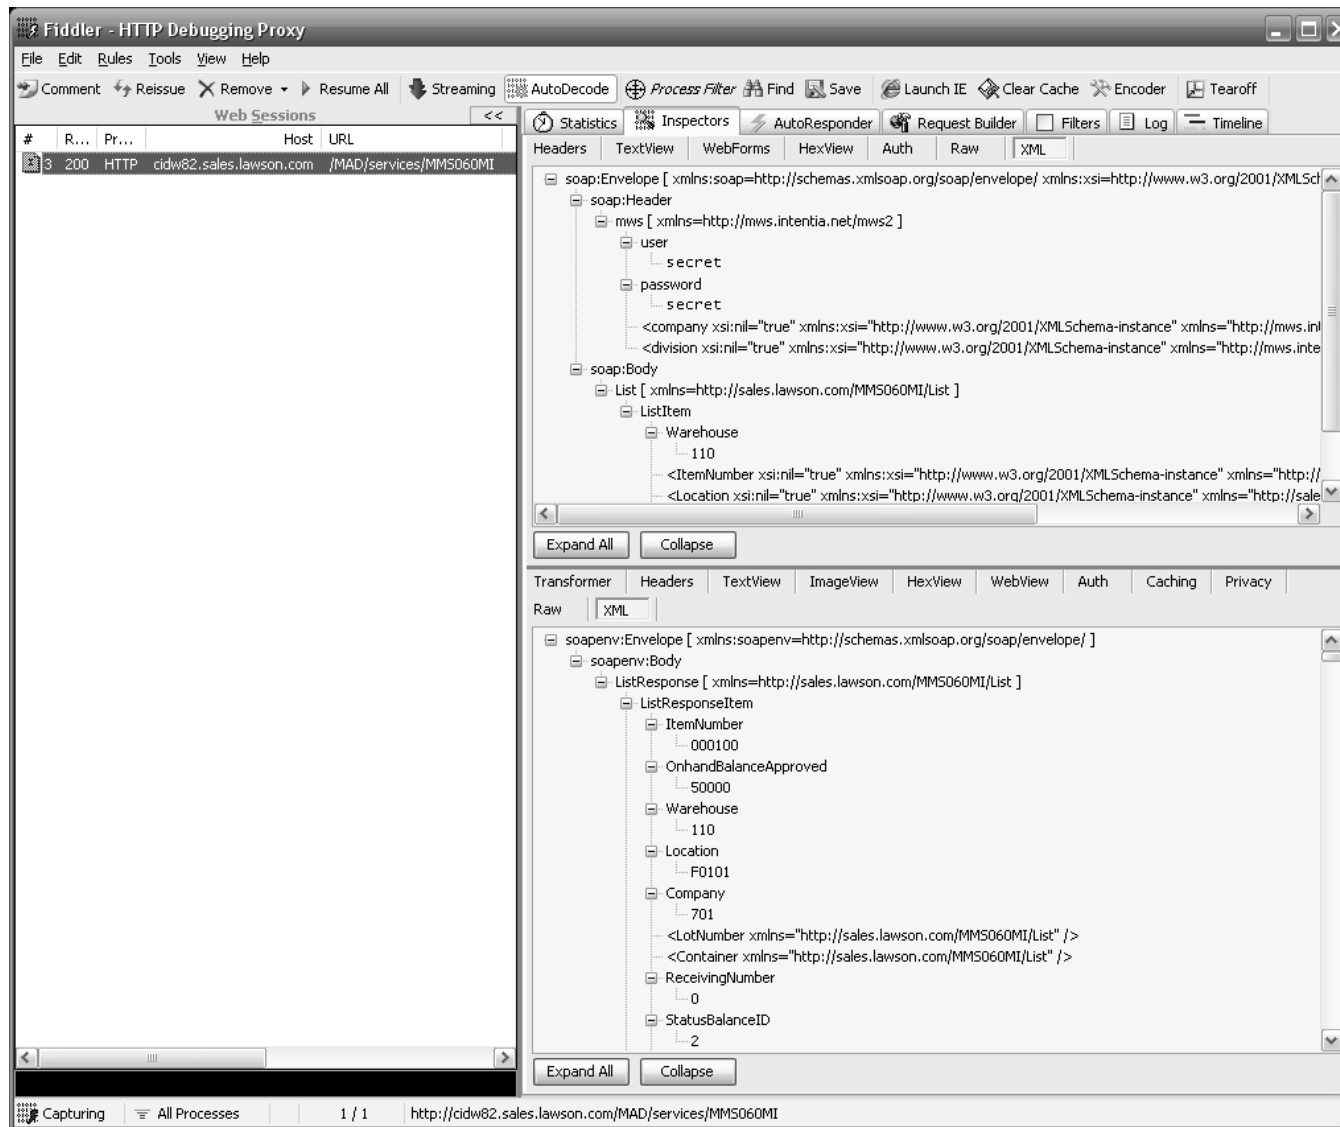 Fiddler - HTTP Debugging Proxy
File Edit Rules Tools View Help
Comment Reissue Remove Resume All Streaming AutoDecode Process Filter Find Save Launch IE Clear Cache Encoder Tearoff
Web Sessions <<
Statistics Inspectors AutoResponder Request Builder Filters Log Timeline
# R... Pr... Host URL
3 200 HTTP cidw82.sales.lawson.com /MAD/services/MMS060MI
Headers TextView WebForms HexView Auth Raw XML
soap:Envelope [ xmlns:soap=http://schemas.xmlsoap.org/soap/envelope/ xmlns:xsi=http://www.w3.org/2001/XMLSch
soap:Header
mws [ xmlns=http://mws.intentia.net/mws2 ]
user
secret
password
secret
<company xsi:nil="true" xmlns:xsi="http://www.w3.org/2001/XMLSchema-instance" xmlns="http://mws.int
<division xsi:nil="true" xmlns:xsi="http://www.w3.org/2001/XMLSchema-instance" xmlns="http://mws.inte
soap:Body
List [ xmlns=http://sales.lawson.com/MMS060MI/List ]
ListItem
Warehouse
110
<ItemNumber xsi:nil="true" xmlns:xsi="http://www.w3.org/2001/XMLSchema-instance" xmlns="http://
<Location xsi:nil="true" xmlns:xsi="http://www.w3.org/2001/XMLSchema-instance" xmlns="http://sale
Expand All Collapse
Transformer Headers TextView ImageView HexView WebView Auth Caching Privacy
Raw XML
soapenv:Envelope [ xmlns:soapenv=http://schemas.xmlsoap.org/soap/envelope/ ]
soapenv:Body
ListResponse [ xmlns=http://sales.lawson.com/MMS060MI/List ]
ListResponseItem
ItemNumber
000100
OnhandBalanceApproved
50000
Warehouse
110
Location
F0101
Company
701
<LotNumber xmlns="http://sales.lawson.com/MMS060MI/List" />
<Container xmlns="http://sales.lawson.com/MMS060MI/List" />
ReceivingNumber
0
StatusBalanceID
2
Expand All Collapse
Capturing All Processes 1 / 1 http://cidw82.sales.lawson.com/MAD/services/MMS060MI